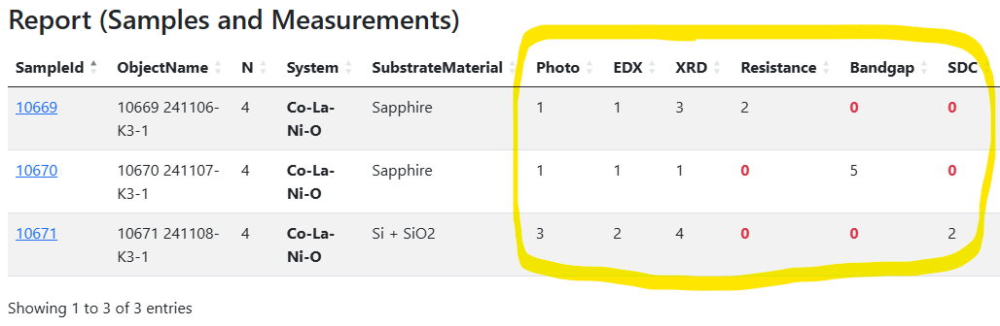 Report (Samples and Measurements)
SampleId ObjectName N System SubstrateMaterial Photo EDX XRD Resistance Bandgap SDC
10669 10669 241106- 4 Co-La- Sapphire 1 1 3 2 0 0
K3-1 Ni-O
10670 10670 241107- 4 Co-La- Sapphire 1 1 1 0 5 0
K3-1 Ni-O
10671 10671 241108- 4 Co-La- Si + SiO2 3 2 4 0 0 2
K3-1 Ni-O
Showing 1 to 3 of 3 entries